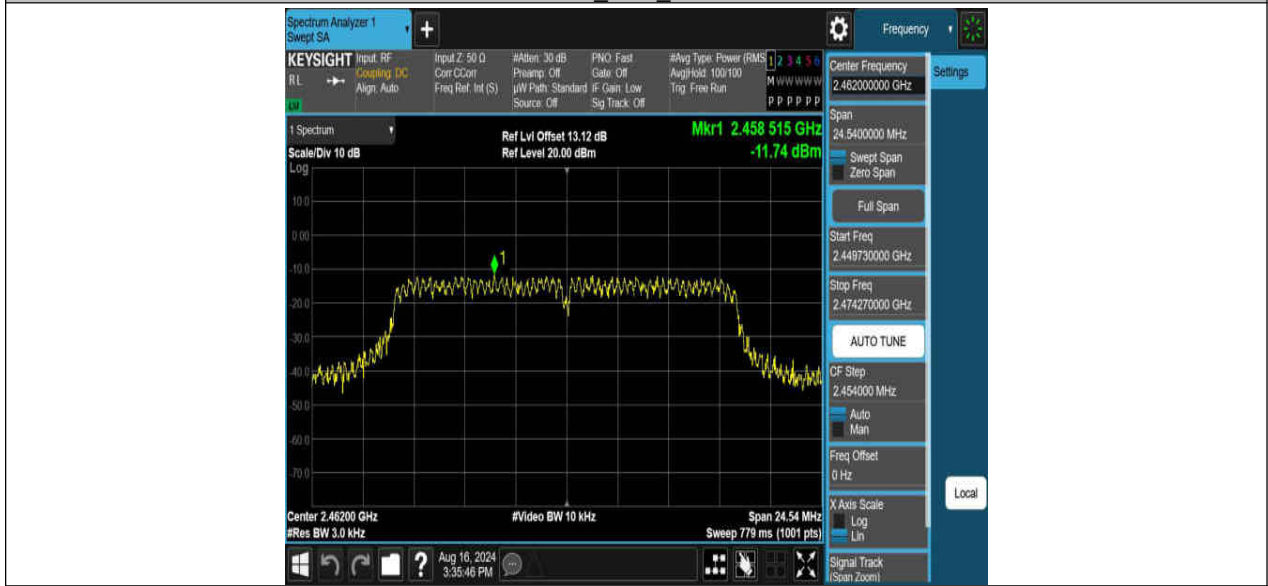 Spectrum Analyzer 1
Swept SA
+
Frequency
KEYSIGHT
RL
Input: RF
Coupling: DC
Align: Auto
Input Z: 50 Ω
Corr CCorr
Freq Ref: Int (S)
#Atten: 30 dB
Preamp: Off
µW Path: Standard
Source: Off
PNO: Fast
Gate: Off
IF Gain: Low
Sig Track: Off
#Avg Type: Power (RMS
Avg|Hold: 100/100
Trig: Free Run
1 2 3 4 5 6
M W W W W W
P P P P P P
1 Spectrum
Scale/Div 10 dB
Log
Ref Lvl Offset 13.12 dB
Ref Level 20.00 dBm
Mkr1 2.458 515 GHz
-11.74 dBm
10.0
0.00
-10.0
-20.0
-30.0
-40.0
-50.0
-60.0
-70.0
1
Center 2.46200 GHz
#Res BW 3.0 kHz
#Video BW 10 kHz
Span 24.54 MHz
Sweep 779 ms (1001 pts)
?
Aug 16, 2024
3:35:46 PM
Center Frequency
2.462000000 GHz
Settings
Span
24.5400000 MHz
Swept Span
Zero Span
Full Span
Start Freq
2.449730000 GHz
Stop Freq
2.474270000 GHz
AUTO TUNE
CF Step
2.454000 MHz
Auto
Man
Freq Offset
0 Hz
X Axis Scale
Log
Lin
Local
Signal Track
(Span Zoom)